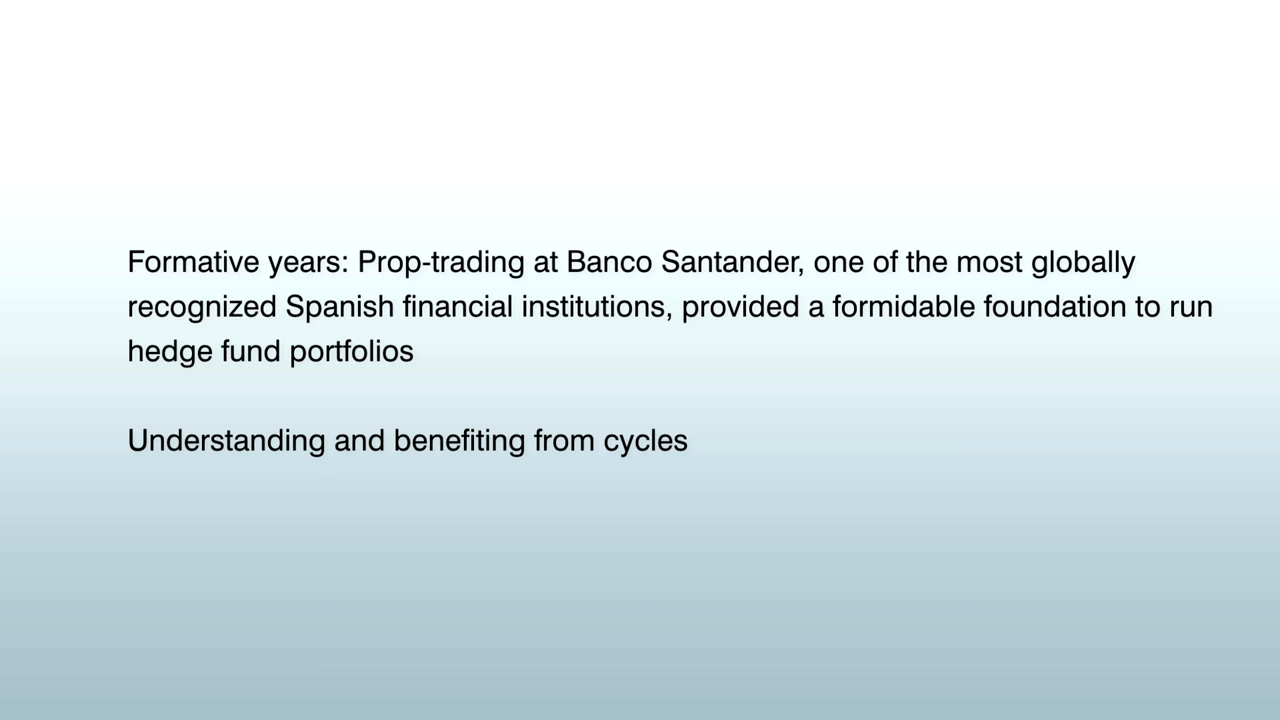 Formative years: Prop-trading at Banco Santander, one of the most globally
recognized Spanish financial institutions, provided a formidable foundation to run
hedge fund portfolios
Understanding and benefiting from cycles